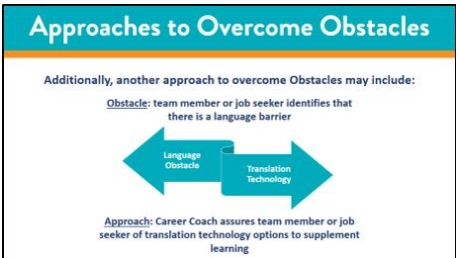 Approaches to Overcome Obstacles
Additionally, another approach to overcome Obstacles may include:
Obstacle: team member or job seeker identifies that
there is a language barrier
Language
Obstacle
Translation
Technology
Approach: Career Coach assures team member or job
seeker of translation technology options to supplement
learning